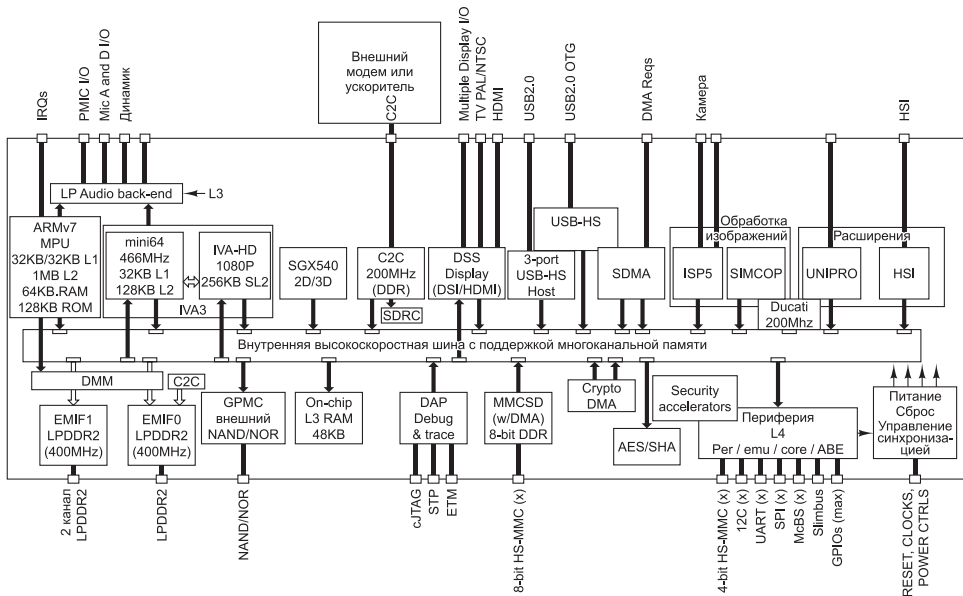 Внешний
модем или
ускоритель
IRQs
PMIC I/O
Mic A and D I/O
Динамик
C2C
Multiple Display I/O
TV PAL/NTSC
HDMI
USB2.0
USB2.0 OTG
DMA Reqs
Камера
HSI
LP Audio back-end
L3
ARMv7
MPU
32KB/32KB L1
1MB L2
64KB.RAM
128KB ROM
mini64
466MHz
32KB L1
128KB L2
IVA-HD
1080P
256KB SL2
IVA3
SGX540
2D/3D
C2C
200MHz
(DDR)
SDRC
DSS
Display
(DSI/HDMI)
USB-HS
3-port
USB-HS
Host
SDMA
Обработка
изображений
ISP5
SIMCOP
Ducati
200Mhz
Расширения
UNIPRO
HSI
Внутренняя высокоскоростная шина с поддержкой многоканальной памяти
DMM
C2C
EMIF1
LPDDR2
(400MHz)
EMIF0
LPDDR2
(400MHz)
GPMC
внешний
NAND/NOR
On-chip
L3 RAM
48KB
DAP
Debug
& trace
MMCSD
(w/DMA)
8-bit DDR
Crypto
DMA
AES/SHA
Security
accelerators
Периферия
L4
Per / emu / core / ABE
Питание
Сброс
Управление
синхрониза-
цией
2 канал
LPDDR2
LPDDR2
NAND/NOR
cJTAG
STP
ETM
8-bit HS-MMC (x)
4-bit HS-MMC (x)
12C (x)
UART (x)
SPI (x)
McBS (x)
Slimbus
GPIOs (max)
RESET, CLOCKS,
POWER CTRLS